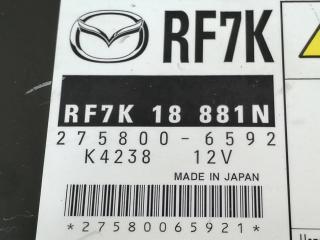 RF7K
RF7K 18 881N
275800-6592
K4238 12V
MADE IN JAPAN
*27580065921*